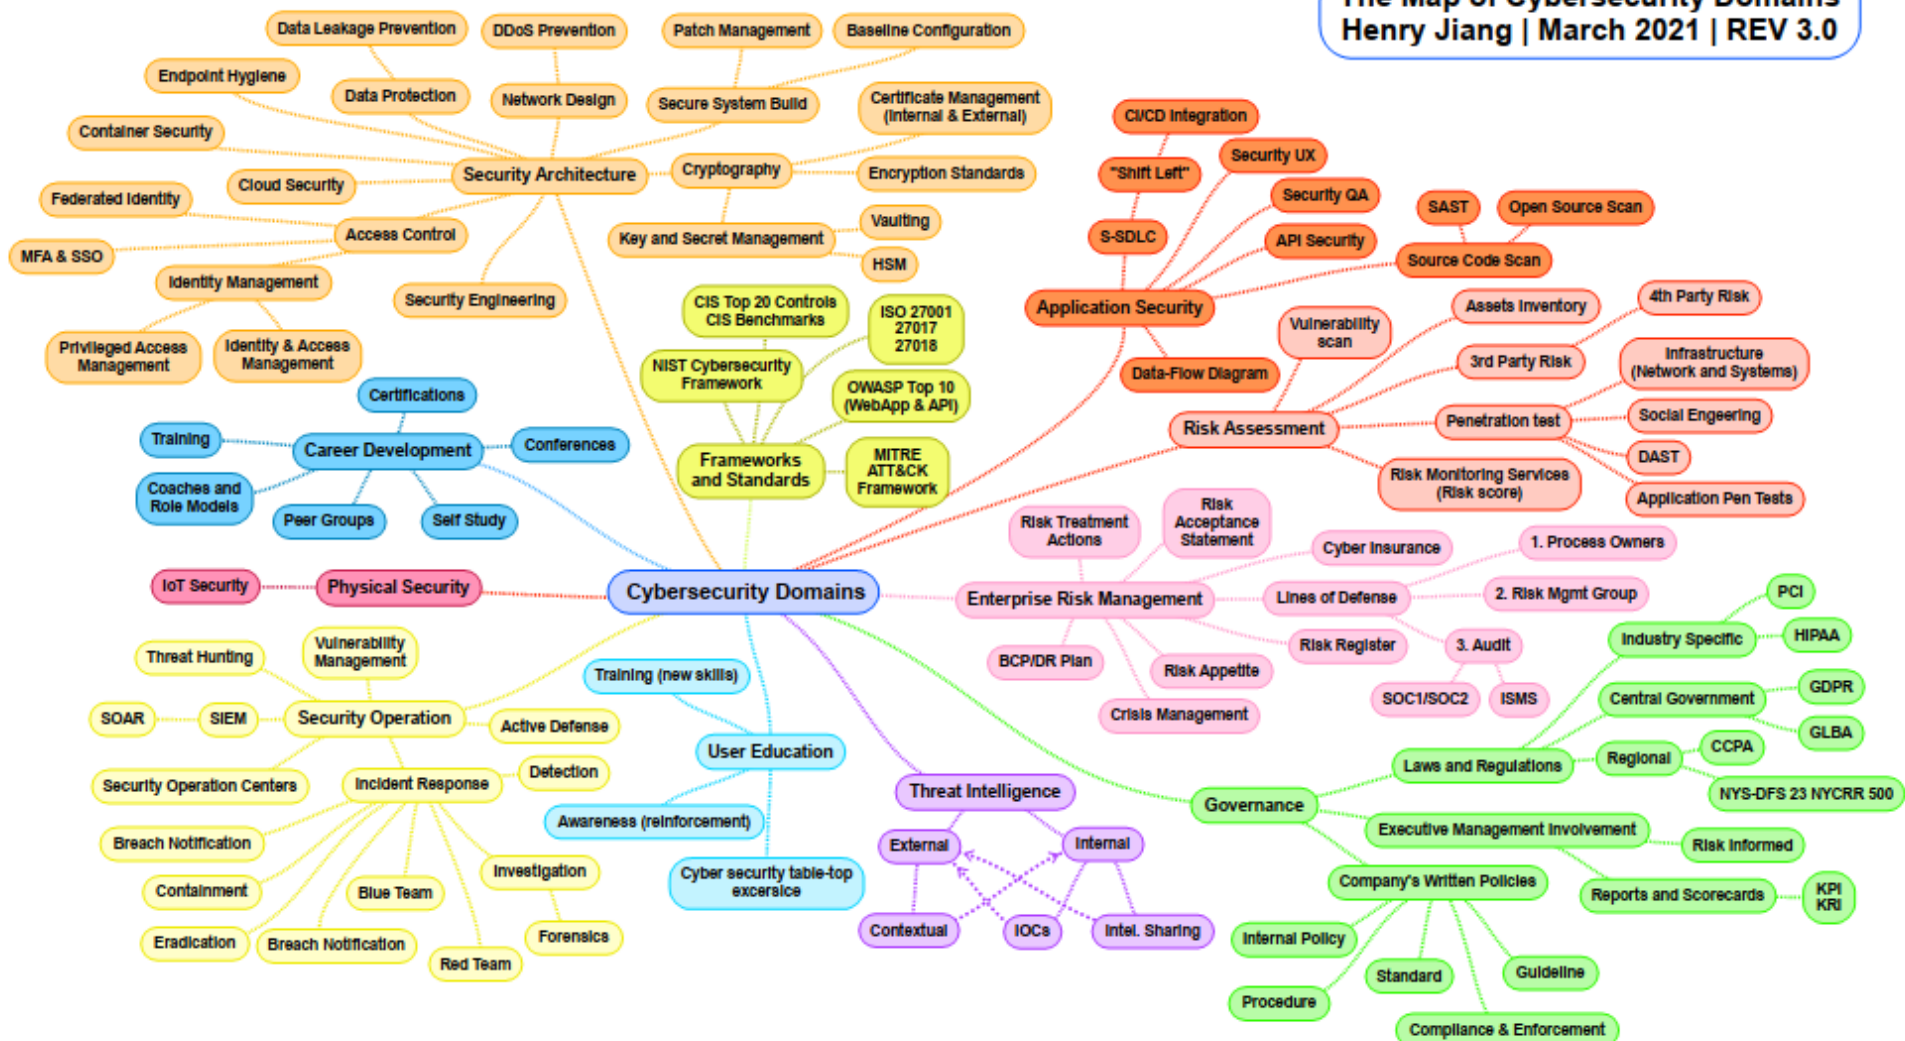 The Map of Cybersecurity Domains
Henry Jiang | March 2021 | REV 3.0
Data Leakage Prevention
DDoS Prevention
Patch Management
Baseline Configuration
Endpoint Hygiene
Data Protection
Network Design
Secure System Build
Certificate Management
(Internal & External)
Container Security
Security Architecture
Cryptography
Encryption Standards
Cloud Security
Federated Identity
Access Control
Key and Secret Management
Vaulting
HSM
MFA & SSO
Identity Management
Security Engineering
Privileged Access
Management
Identity & Access
Management
CI/CD Integration
"Shift Left"
Security UX
Security QA
S-SDLC
API Security
SAST
Open Source Scan
Source Code Scan
Application Security
Data-Flow Diagram
CIS Top 20 Controls
CIS Benchmarks
ISO 27001
27017
27018
NIST Cybersecurity
Framework
OWASP Top 10
(WebApp & API)
Frameworks
and Standards
MITRE
ATT&CK
Framework
Vulnerability
scan
Assets Inventory
4th Party Risk
3rd Party Risk
Infrastructure
(Network and Systems)
Risk Assessment
Penetration test
Social Engeering
DAST
Risk Monitoring Services
(Risk score)
Application Pen Tests
Certifications
Training
Career Development
Conferences
Coaches and
Role Models
Peer Groups
Self Study
IoT Security
Physical Security
Cybersecurity Domains
Risk Treatment
Actions
Risk
Acceptance
Statement
Cyber Insurance
1. Process Owners
Enterprise Risk Management
Lines of Defense
2. Risk Mgmt Group
BCP/DR Plan
Risk Appetite
Risk Register
3. Audit
SOC1/SOC2
ISMS
Crisis Management
PCI
Industry Specific
HIPAA
Central Government
GDPR
GLBA
Laws and Regulations
Regional
CCPA
NYS-DFS 23 NYCRR 500
Governance
Executive Management Involvement
Risk Informed
Company's Written Policies
Reports and Scorecards
KPI
KRI
Internal Policy
Standard
Guideline
Procedure
Compliance & Enforcement
Threat Hunting
Vulnerability
Management
SOAR
SIEM
Security Operation
Active Defense
Security Operation Centers
Incident Response
Detection
Breach Notification
Containment
Blue Team
Investigation
Eradication
Breach Notification
Red Team
Forensics
Training (new skills)
User Education
Awareness (reinforcement)
Cyber security table-top
excersice
Threat Intelligence
External
Internal
Contextual
IOCs
Intel. Sharing